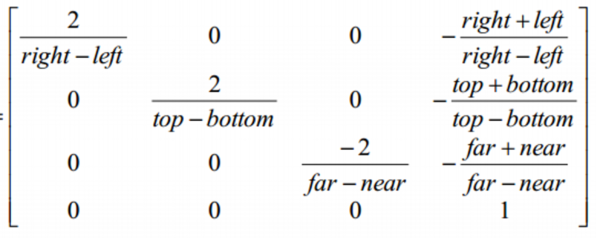 = [ 2/(right − left) 0 0 −(right + left)/(right − left) ]
[ 0 2/(top − bottom) 0 −(top + bottom)/(top − bottom) ]
[ 0 0 −2/(far − near) −(far + near)/(far − near) ]
[ 0 0 0 1 ]